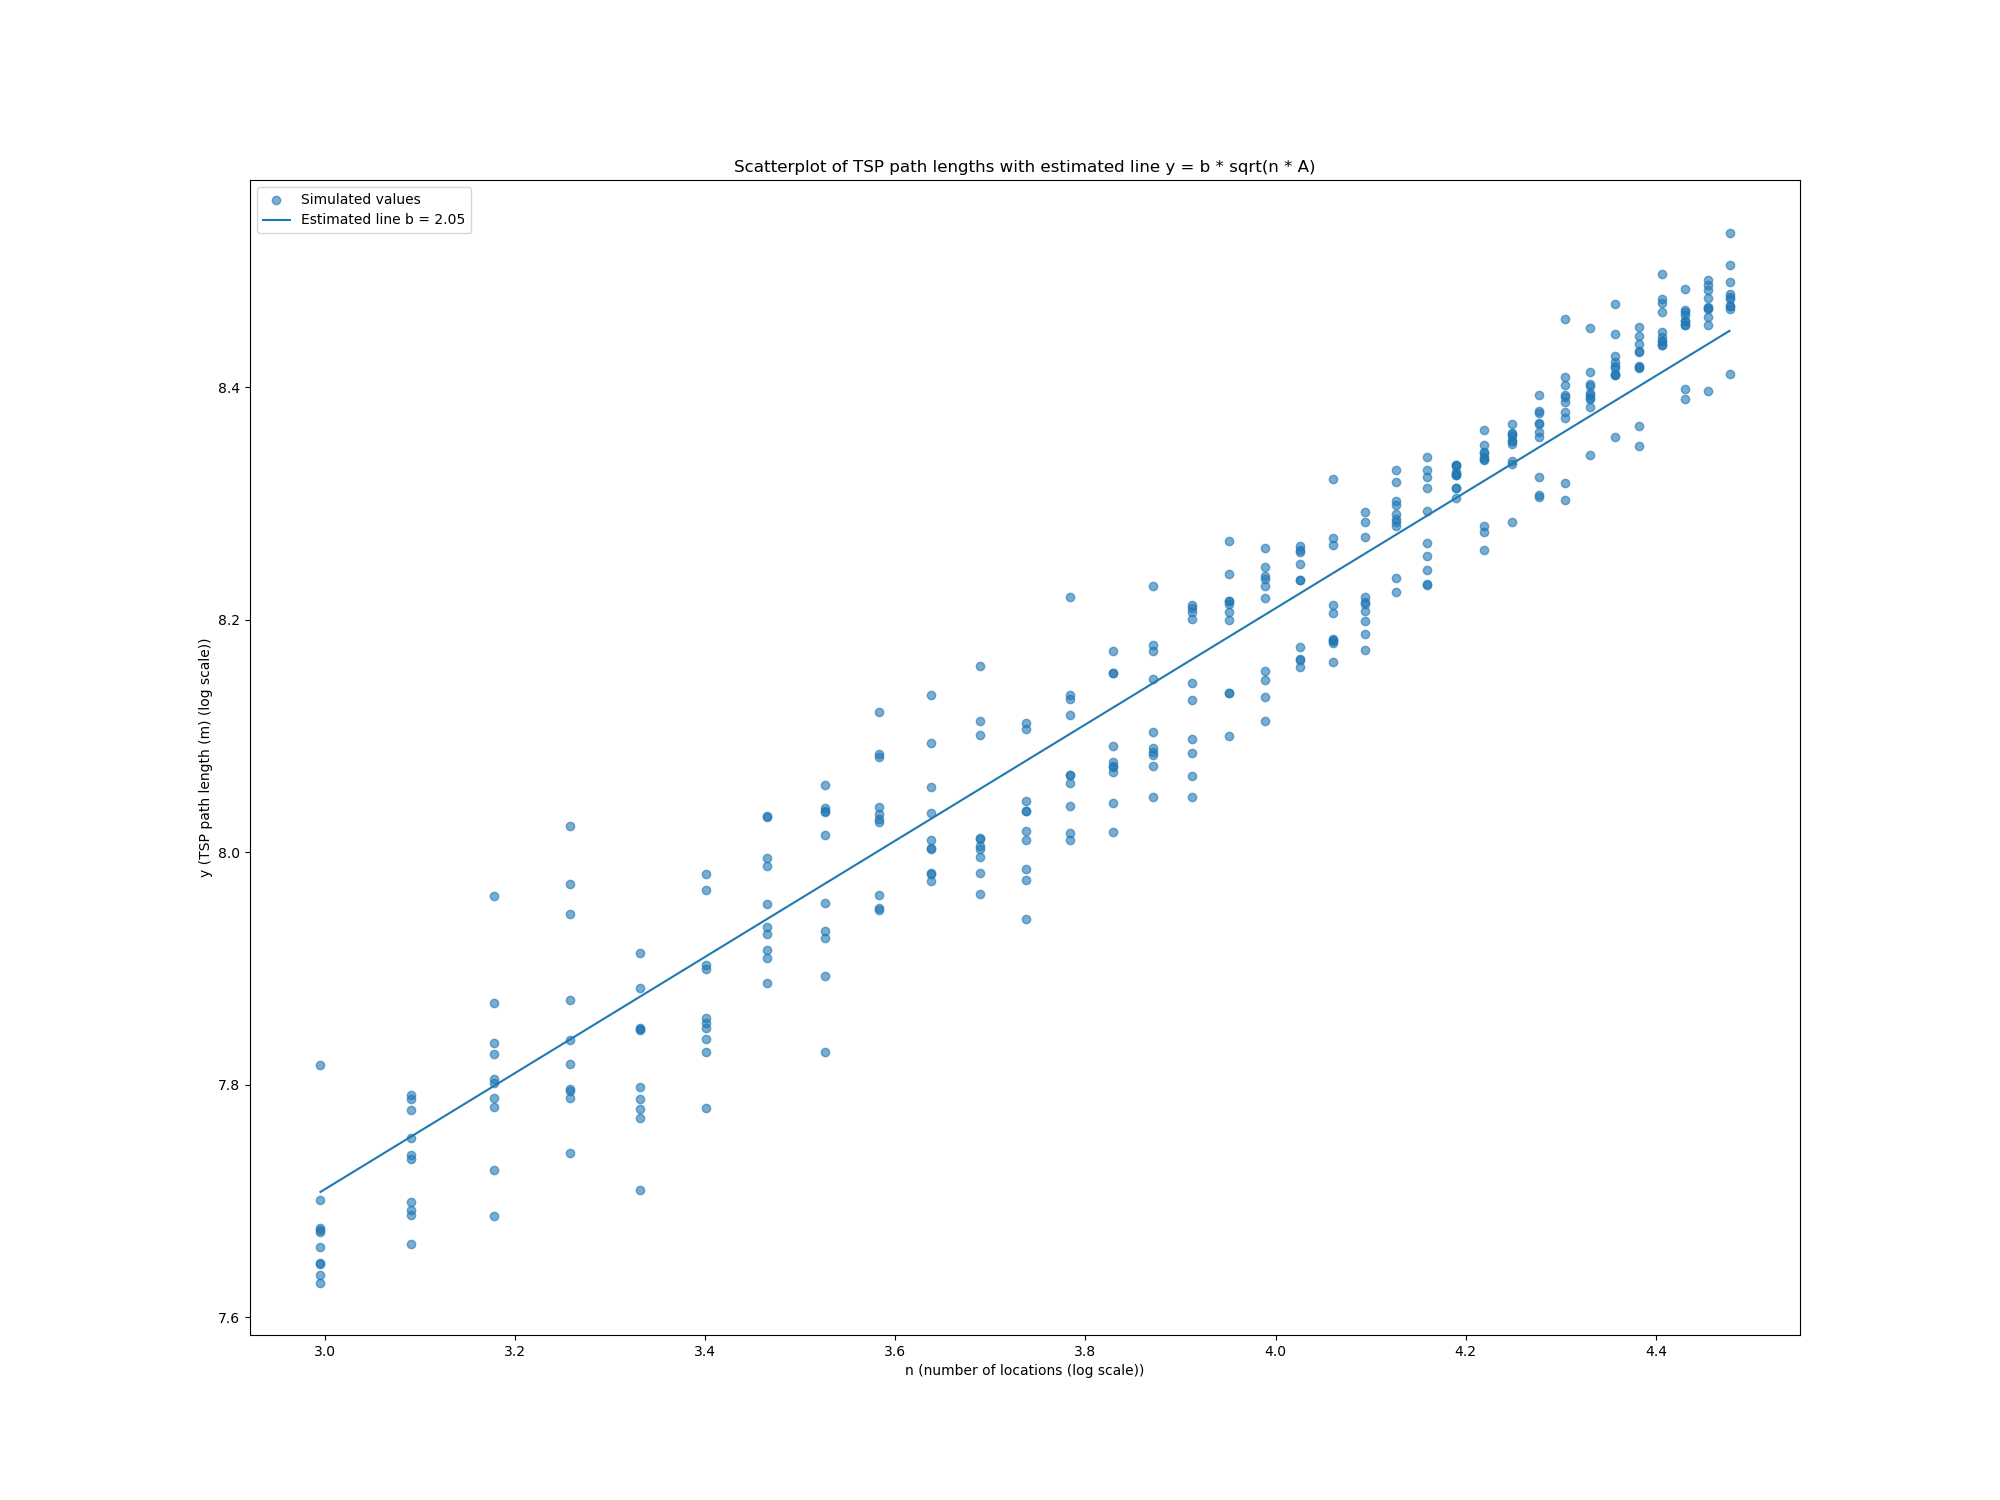 Scatterplot of TSP path lengths with estimated line y = b * sqrt(n * A)
Simulated values
Estimated line b = 2.05
8.4
8.2
8.0
7.8
7.6
y (TSP path length (m) (log scale))
3.0 3.2 3.4 3.6 3.8 4.0 4.2 4.4
n (number of locations (log scale))